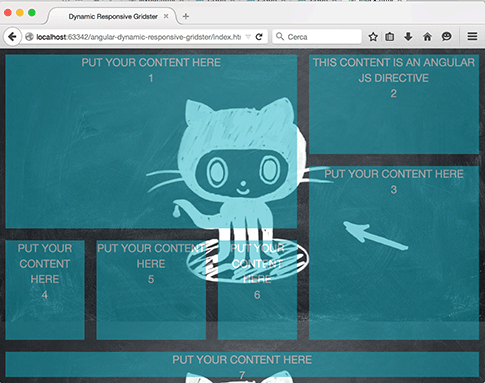 Dynamic Responsive Gridster
localhost:63342/angular-dynamic-responsive-gridster/index.ht
Cerca
PUT YOUR CONTENT HERE
1
THIS CONTENT IS AN ANGULAR
JS DIRECTIVE
2
PUT YOUR CONTENT HERE
3
PUT YOUR
CONTENT
HERE
4
PUT YOUR CONTENT
HERE
5
PUT YOUR
CONTENT
HERE
6
PUT YOUR CONTENT HERE
7